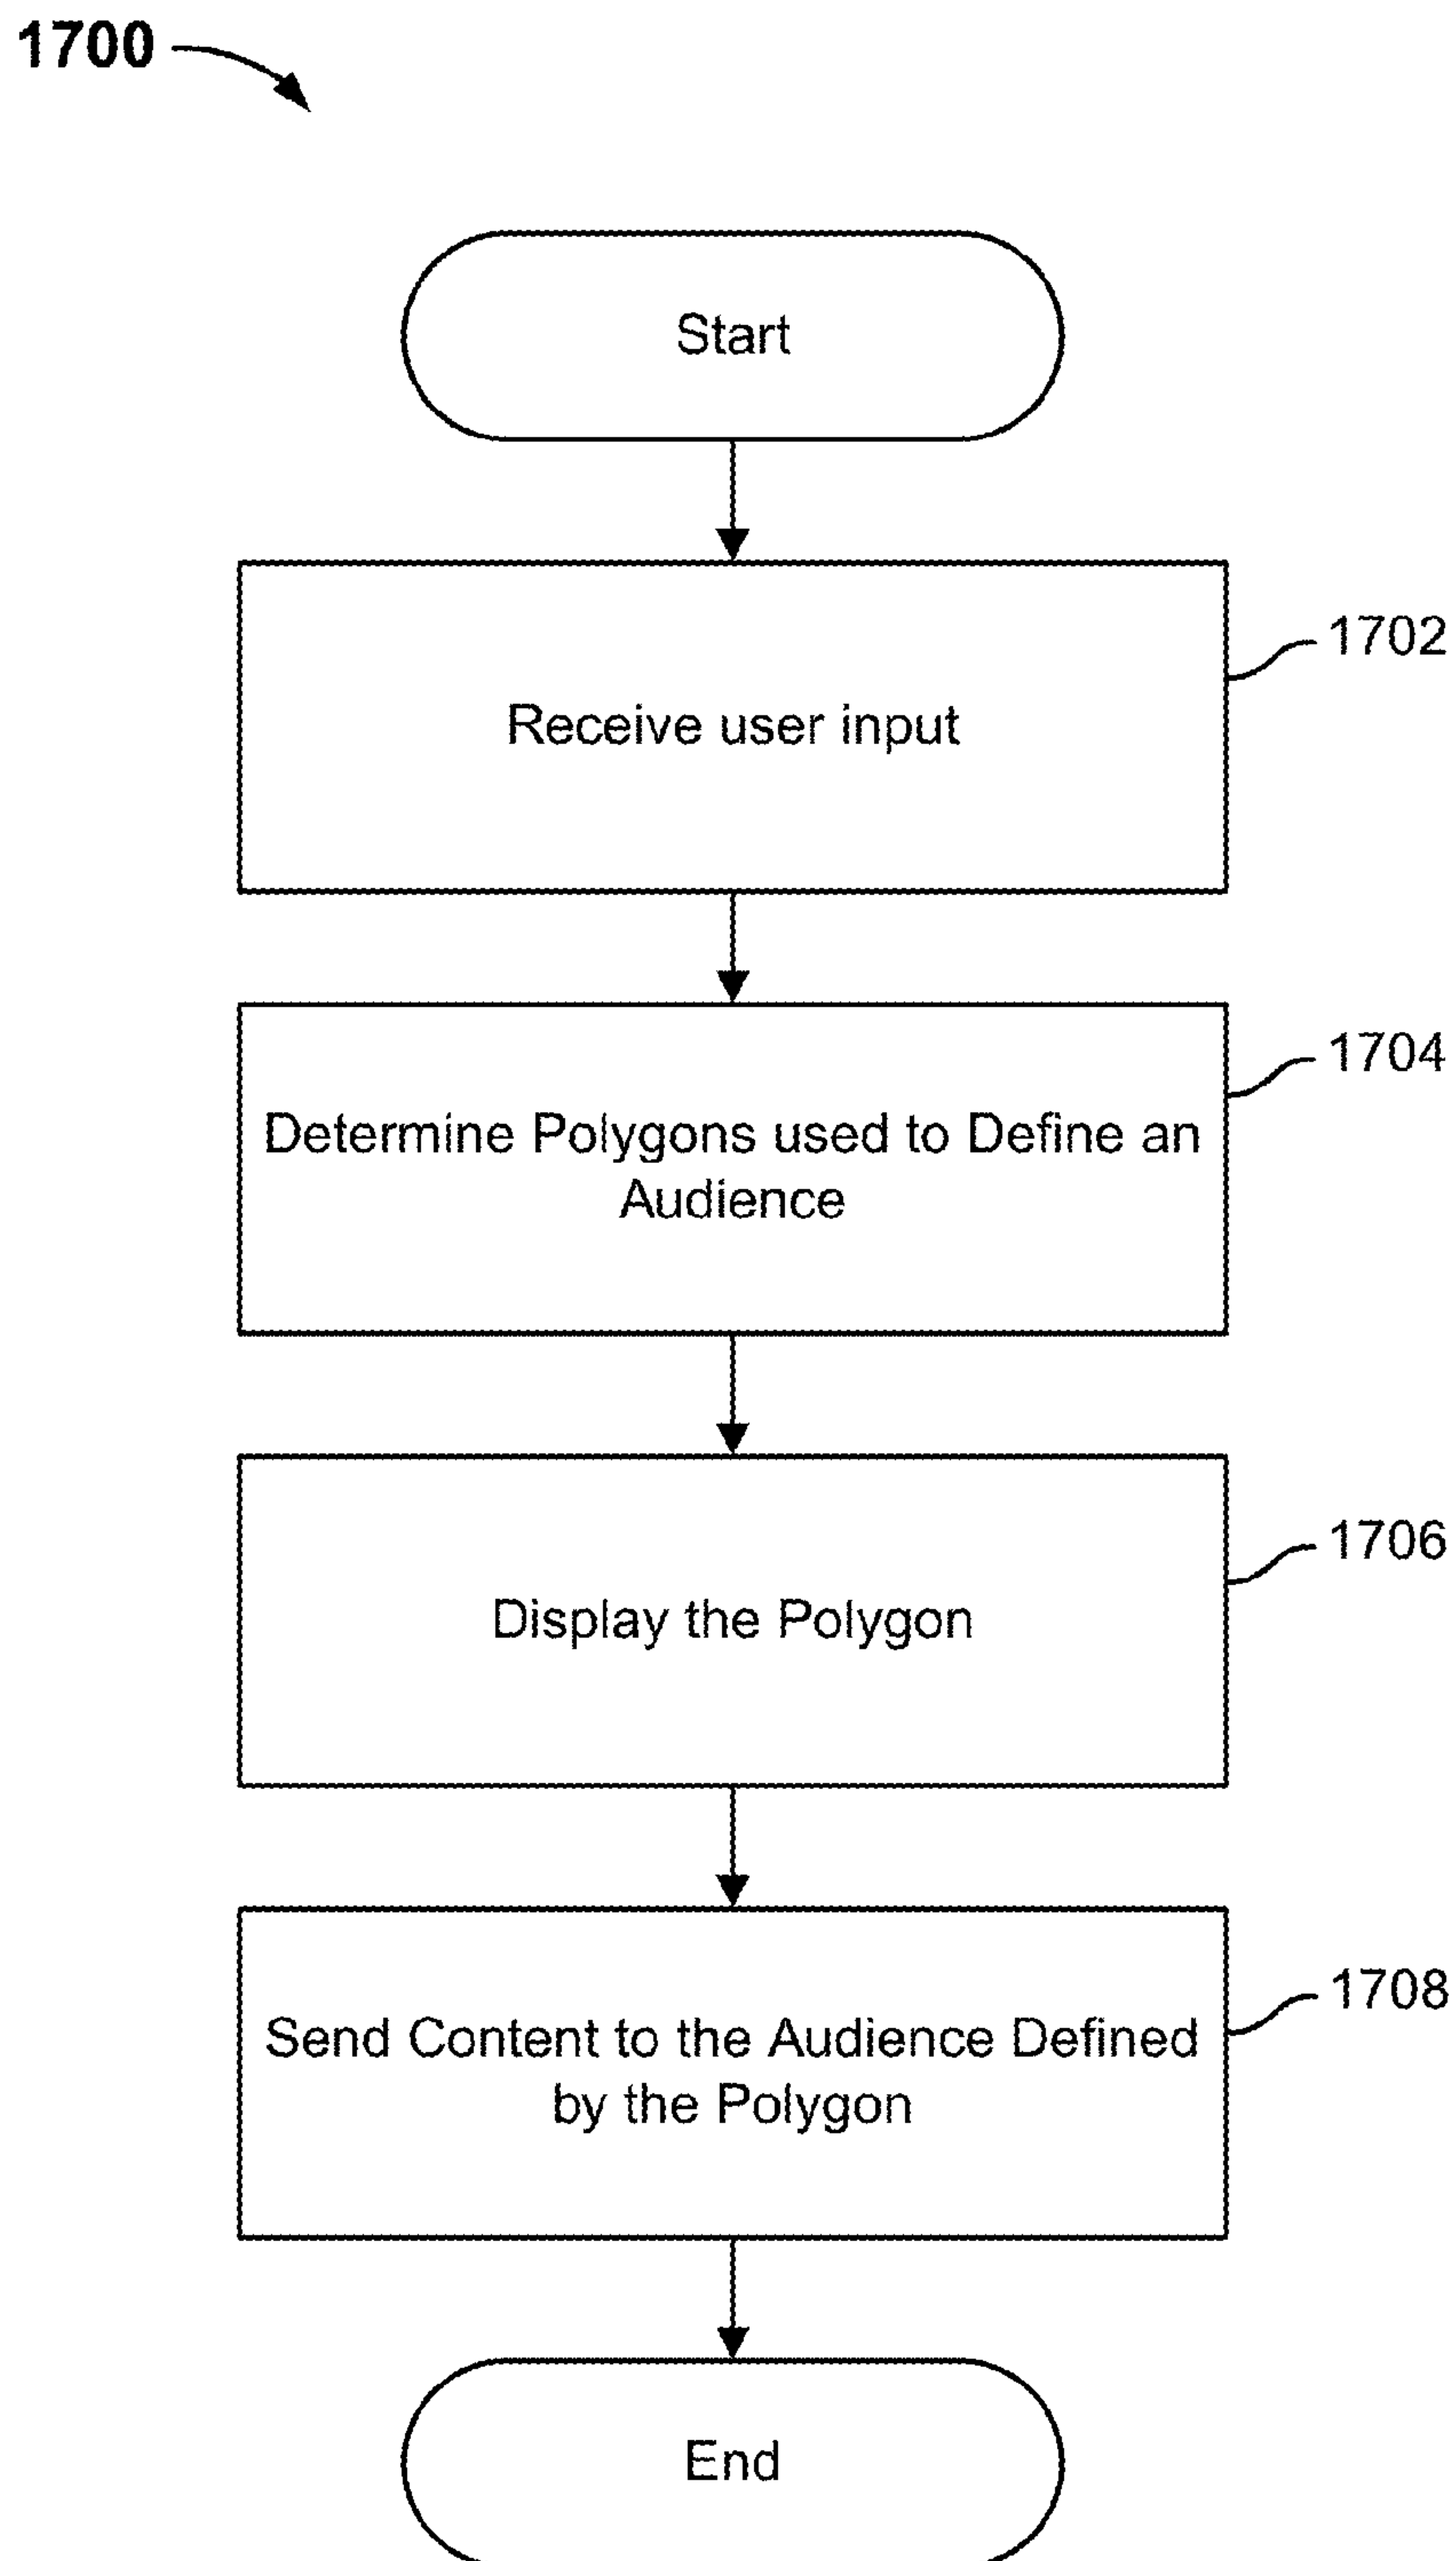 1700
Start
Receive user input
1702
Determine Polygons used to Define an
Audience
1704
Display the Polygon
1706
Send Content to the Audience Defined
by the Polygon
1708
End